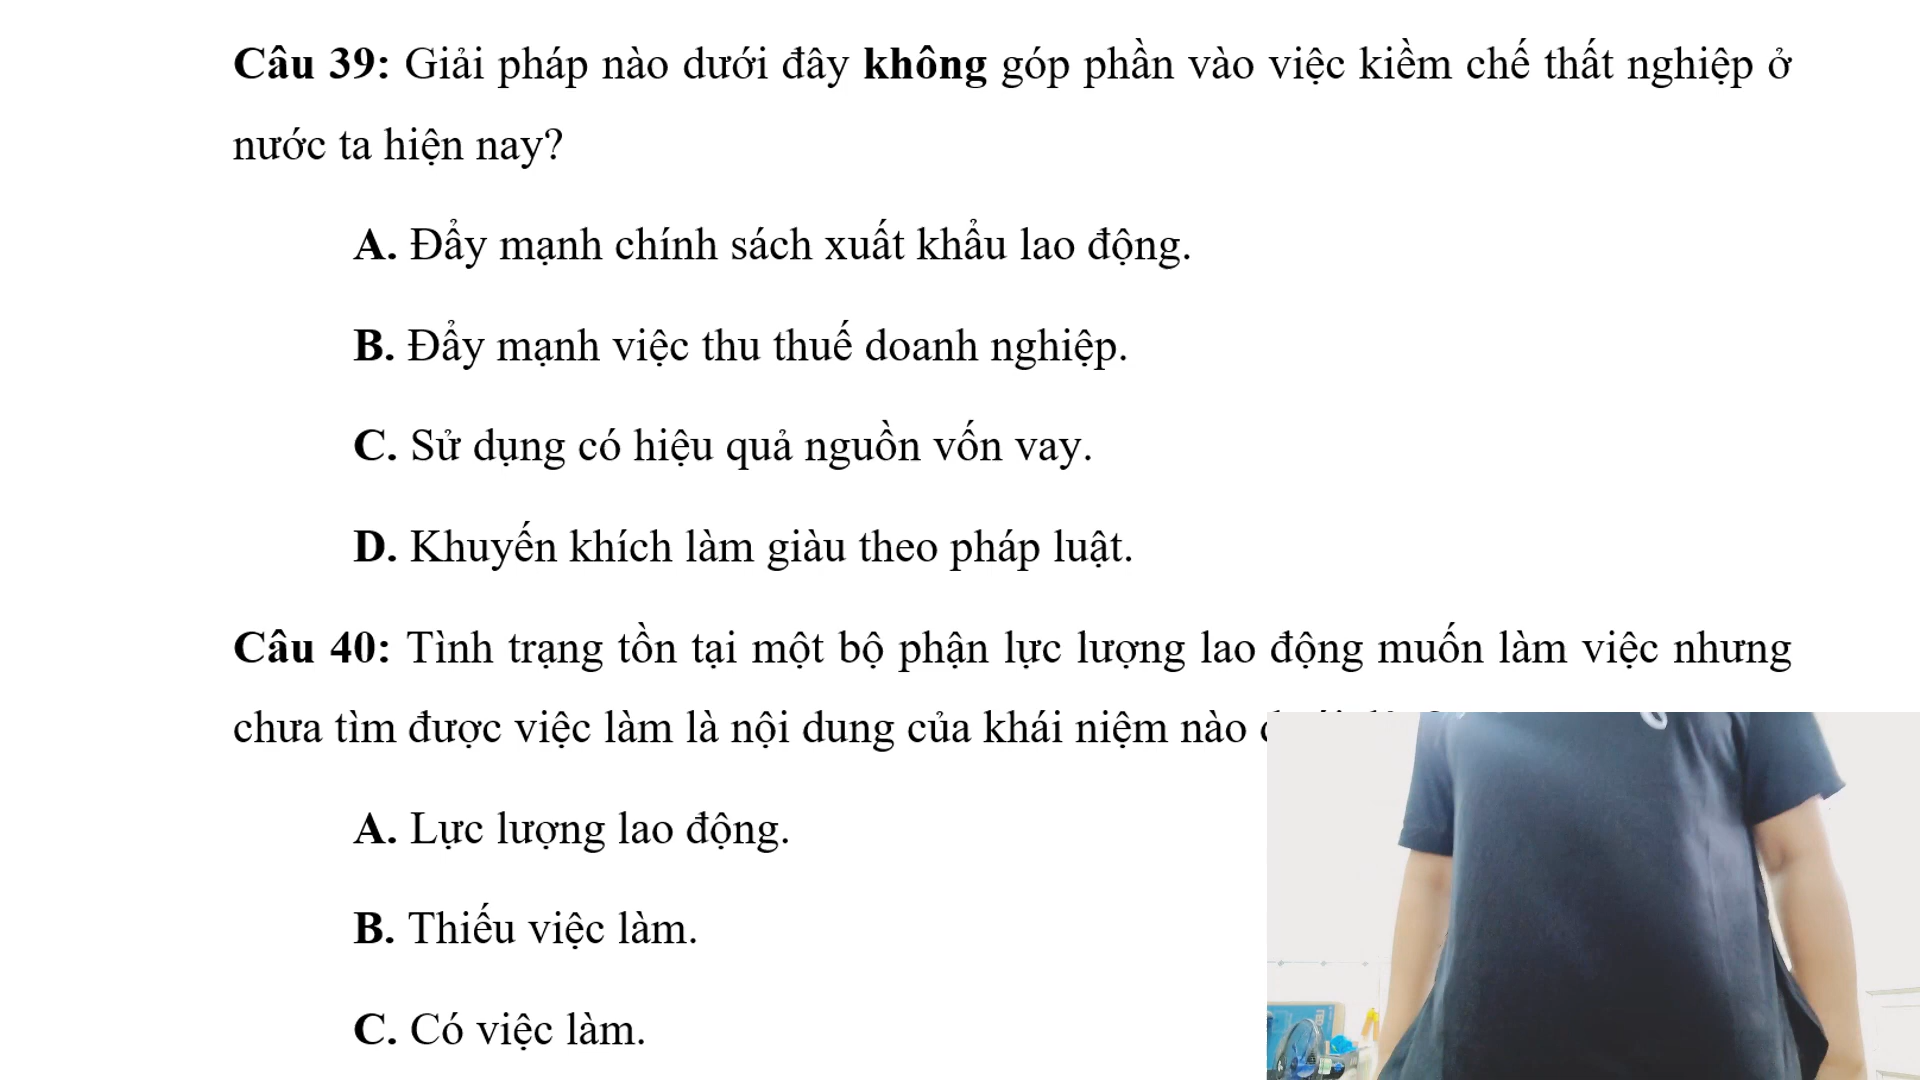 Câu 39: Giải pháp nào dưới đây không góp phần vào việc kiềm chế thất nghiệp ở
nước ta hiện nay?
A. Đẩy mạnh chính sách xuất khẩu lao động.
B. Đẩy mạnh việc thu thuế doanh nghiệp.
C. Sử dụng có hiệu quả nguồn vốn vay.
D. Khuyến khích làm giàu theo pháp luật.
Câu 40: Tình trạng tồn tại một bộ phận lực lượng lao động muốn làm việc nhưng
chưa tìm được việc làm là nội dung của khái niệm nào
A. Lực lượng lao động.
B. Thiếu việc làm.
C. Có việc làm.